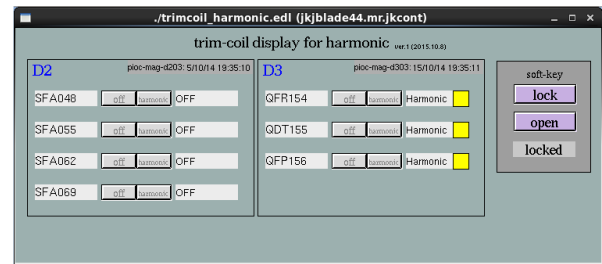 ./trimcoil_harmonic.edl (jkjblade44.mr.jkcont)
trim-coil display for harmonic ver.1 (2015.10.8)
D2 pioc-mag-d203: 5/10/14 19:35:10
SFA048 off harmonic OFF
SFA055 off harmonic OFF
SFA062 off harmonic OFF
SFA069 off harmonic OFF
D3 pioc-mag-d303: 15/10/14 19:35:11
QFR154 off harmonic Harmonic
QDT155 off harmonic Harmonic
QFP156 off harmonic Harmonic
soft-key
lock
open
locked